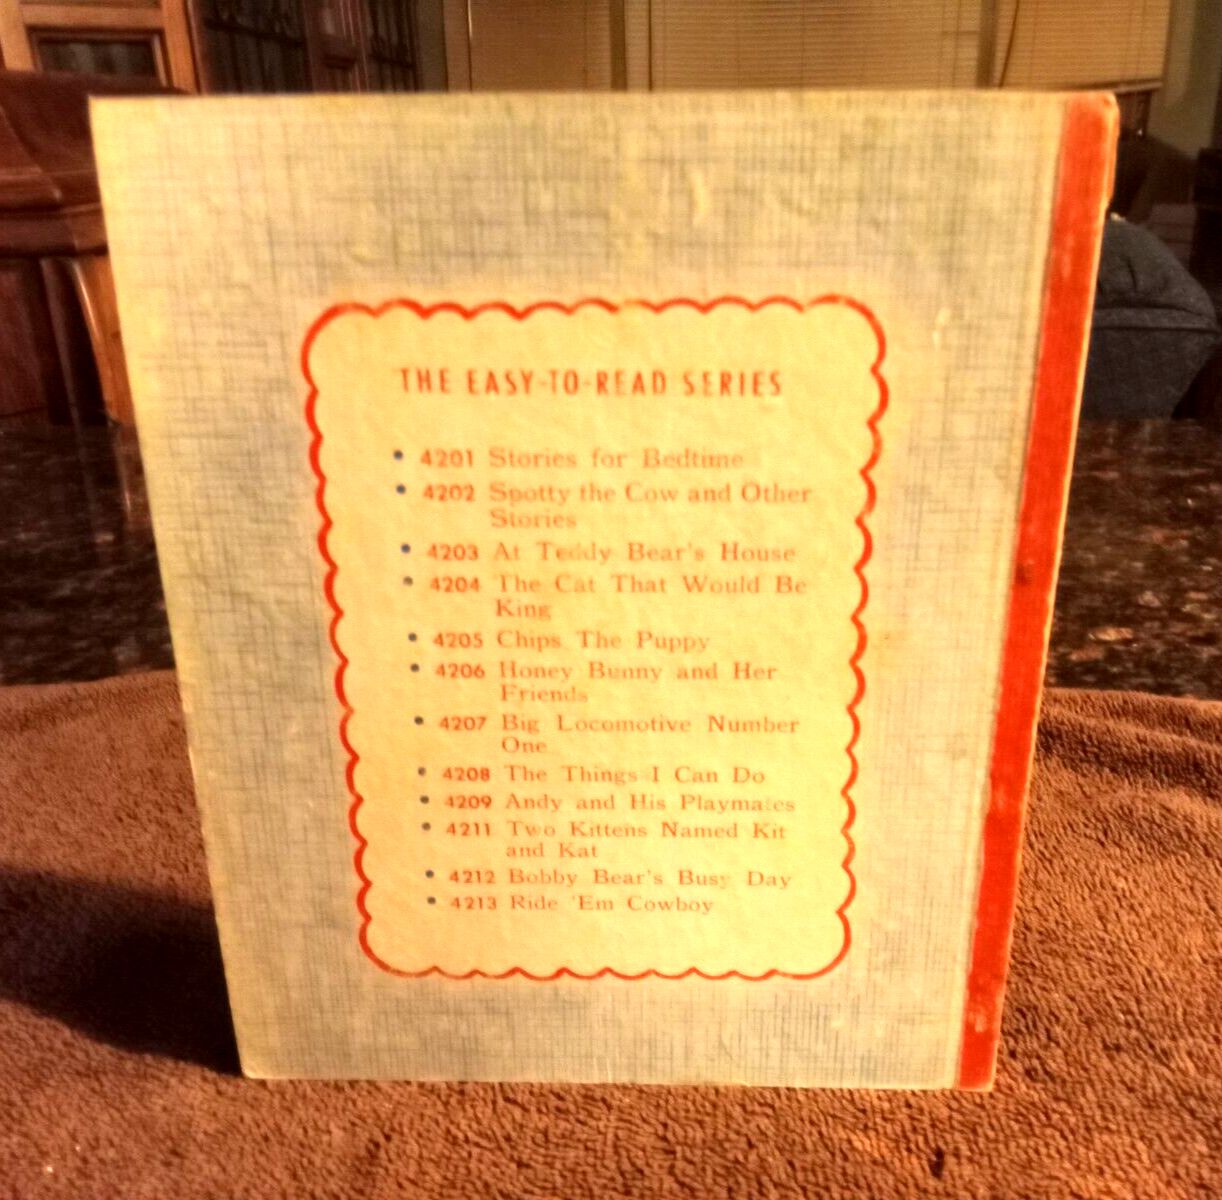 THE EASY-TO-READ SERIES
• 4201 Stories for Bedtime
• 4202 Spotty the Cow and Other
Stories
• 4203 At Teddy Bear's House
• 4204 The Cat That Would Be
King
• 4205 Chips The Puppy
• 4206 Honey Bunny and Her
Friends
• 4207 Big Locomotive Number
One
• 4208 The Things I Can Do
• 4209 Andy and His Playmates
• 4211 Two Kittens Named Kit
and Kat
• 4212 Bobby Bear's Busy Day
• 4213 Ride 'Em Cowboy